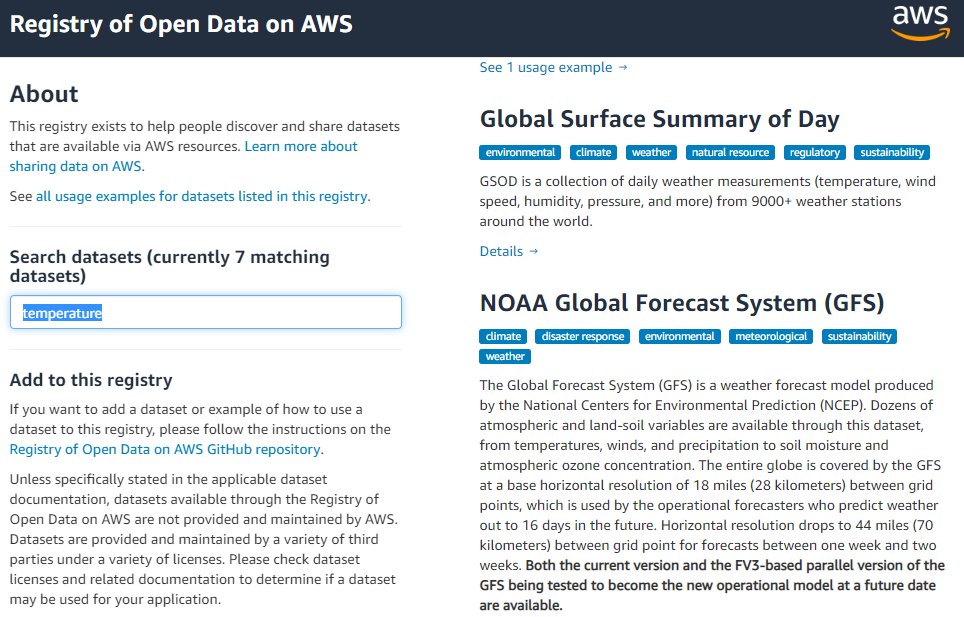 Registry of Open Data on AWS
aws
About
This registry exists to help people discover and share datasets
that are available via AWS resources. Learn more about
sharing data on AWS.
See all usage examples for datasets listed in this registry.
Search datasets (currently 7 matching
datasets)
temperature
Add to this registry
If you want to add a dataset or example of how to use a
dataset to this registry, please follow the instructions on the
Registry of Open Data on AWS GitHub repository.
Unless specifically stated in the applicable dataset
documentation, datasets available through the Registry of
Open Data on AWS are not provided and maintained by AWS.
Datasets are provided and maintained by a variety of third
parties under a variety of licenses. Please check dataset
licenses and related documentation to determine if a dataset
may be used for your application.
See 1 usage example →
Global Surface Summary of Day
environmental climate weather natural resource regulatory sustainability
GSOD is a collection of daily weather measurements (temperature, wind
speed, humidity, pressure, and more) from 9000+ weather stations
around the world.
Details →
NOAA Global Forecast System (GFS)
climate disaster response environmental meteorological sustainability
weather
The Global Forecast System (GFS) is a weather forecast model produced
by the National Centers for Environmental Prediction (NCEP). Dozens of
atmospheric and land-soil variables are available through this dataset,
from temperatures, winds, and precipitation to soil moisture and
atmospheric ozone concentration. The entire globe is covered by the GFS
at a base horizontal resolution of 18 miles (28 kilometers) between grid
points, which is used by the operational forecasters who predict weather
out to 16 days in the future. Horizontal resolution drops to 44 miles (70
kilometers) between grid point for forecasts between one week and two
weeks. Both the current version and the FV3-based parallel version of the
GFS being tested to become the new operational model at a future date
are available.